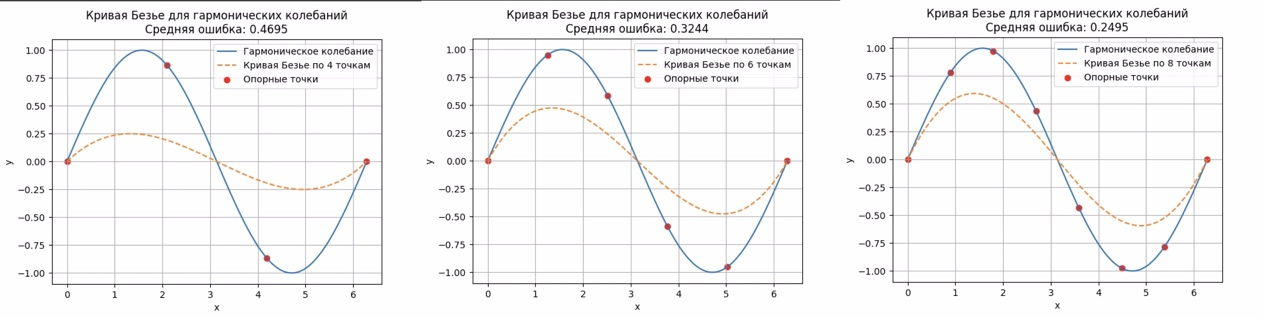 Кривая Безье для гармонических колебаний
Средняя ошибка: 0.4695
Гармоническое колебание
Кривая Безье по 4 точкам
Опорные точки
1.00
0.75
0.50
0.25
0.00
−0.25
−0.50
−0.75
−1.00
y
0 1 2 3 4 5 6
x
Кривая Безье для гармонических колебаний
Средняя ошибка: 0.3244
Гармоническое колебание
Кривая Безье по 6 точкам
Опорные точки
1.00
0.75
0.50
0.25
0.00
−0.25
−0.50
−0.75
−1.00
y
0 1 2 3 4 5 6
x
Кривая Безье для гармонических колебаний
Средняя ошибка: 0.2495
Гармоническое колебание
Кривая Безье по 8 точкам
Опорные точки
1.00
0.75
0.50
0.25
0.00
−0.25
−0.50
−0.75
−1.00
y
0 1 2 3 4 5 6
x